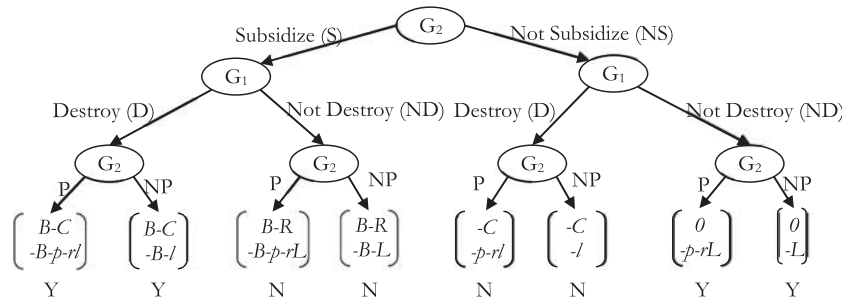 G2
Subsidize (S) Not Subsidize (NS)
G1 G1
Destroy (D) Not Destroy (ND) Destroy (D) Not Destroy (ND)
G2 G2 G2 G2
P NP P NP P NP P NP
B-C B-C B-R B-R -C -C 0 0
-B-p-rl -B-l -B-p-rL -B-L -p-rl -l -p-rL -L
Y Y N N N N Y Y